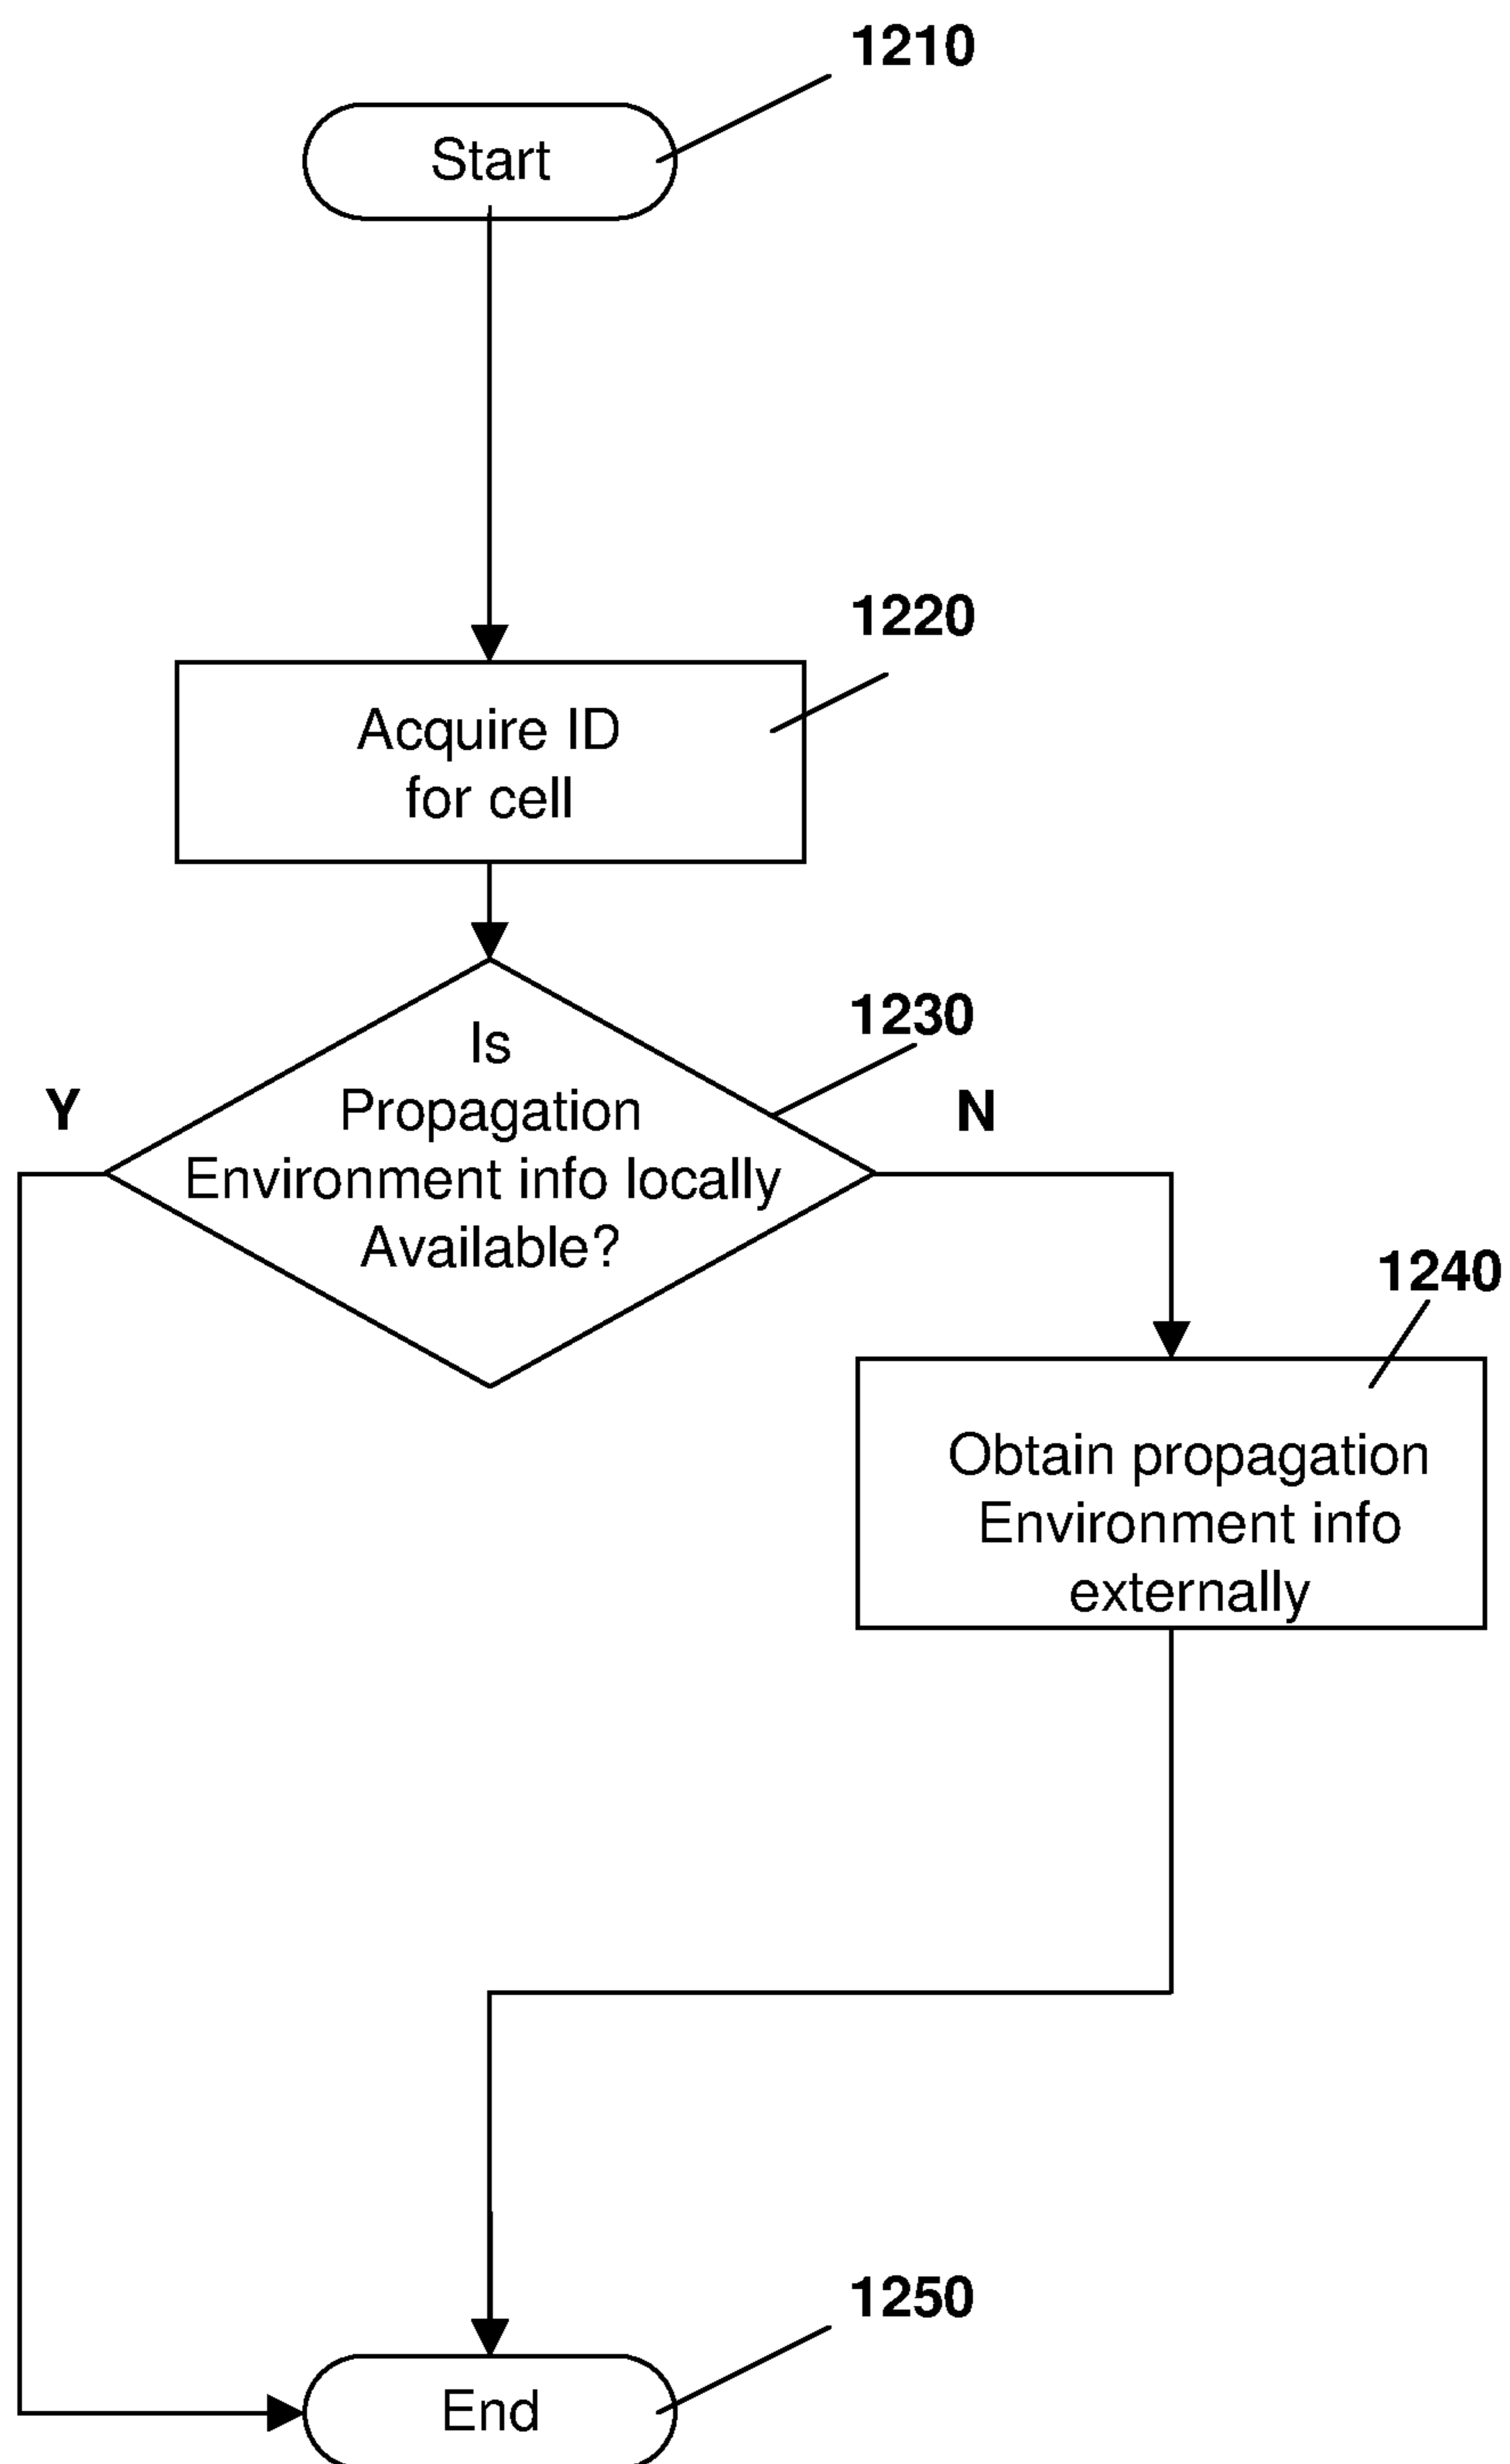 1210
Start
1220
Acquire ID
for cell
1230
Is
Propagation
Environment info locally
Available?
Y
N
1240
Obtain propagation
Environment info
externally
1250
End